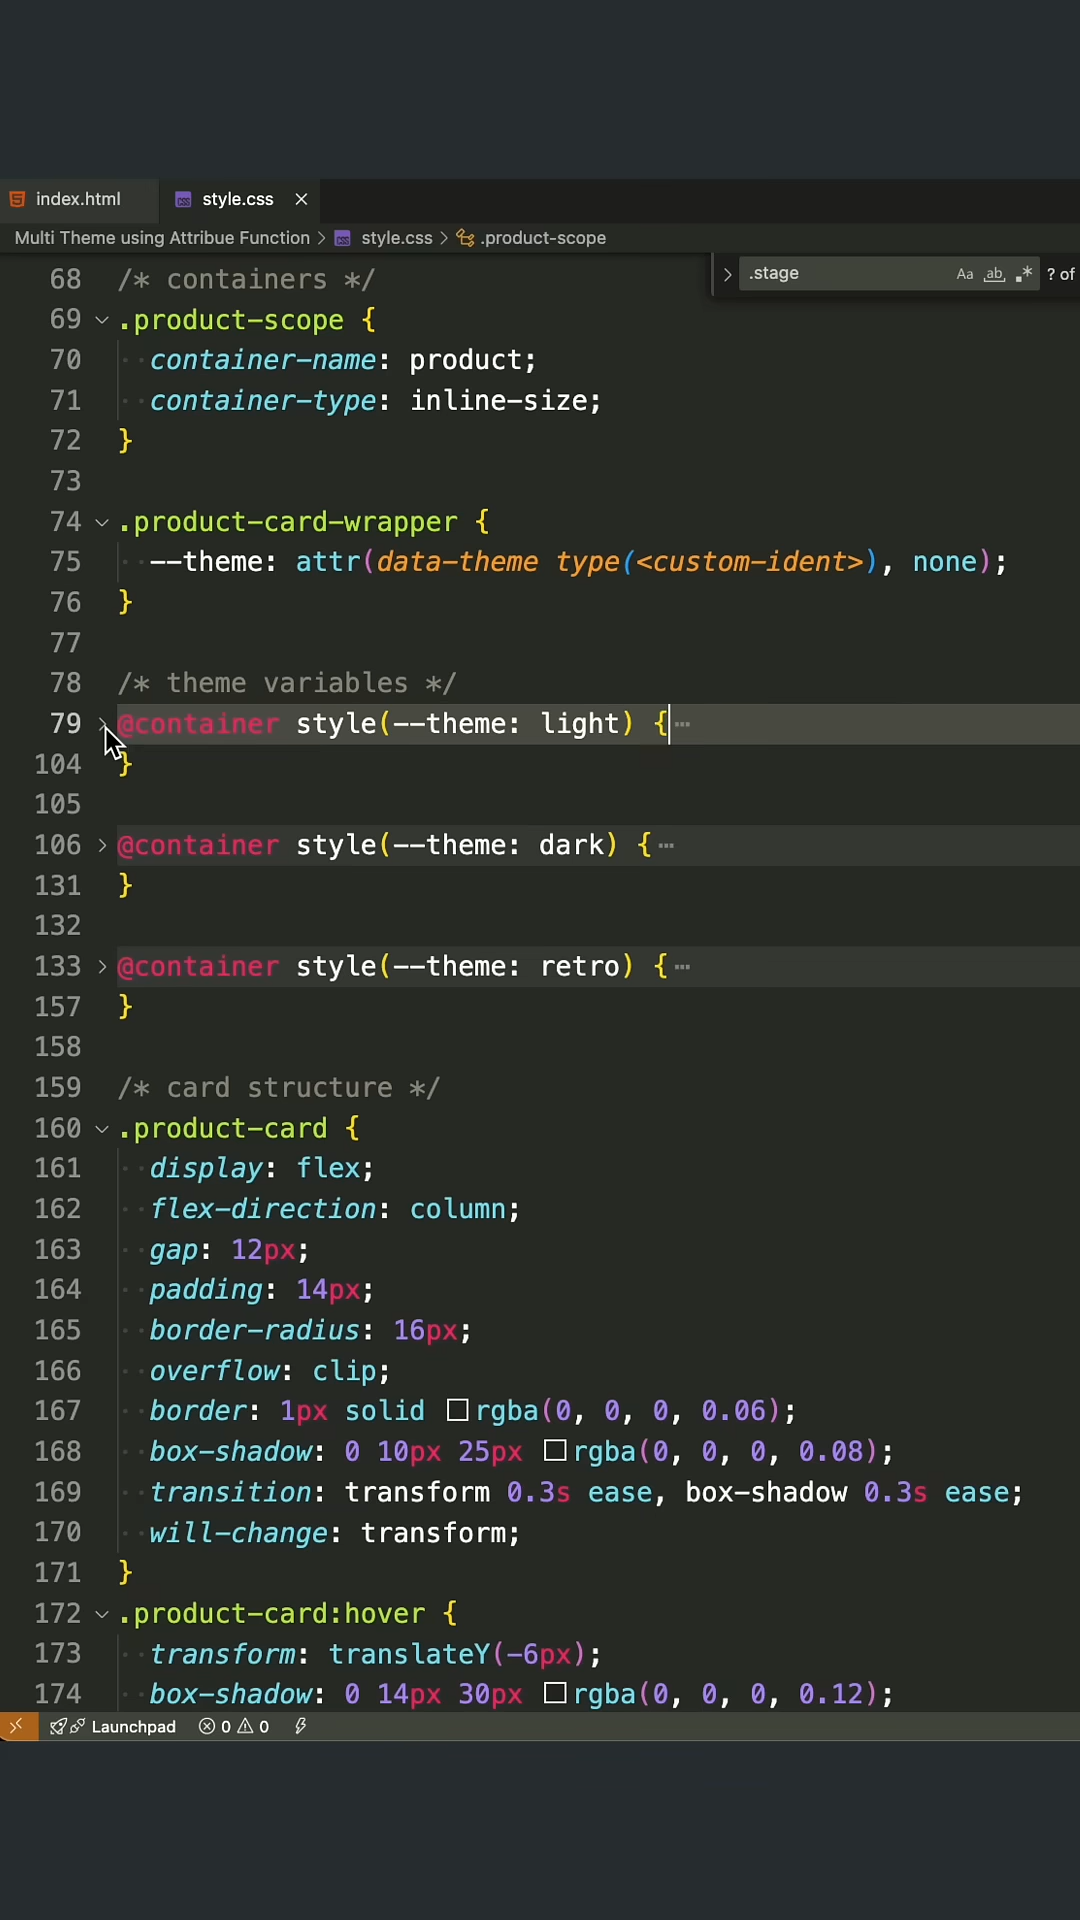 index.html
style.css
Multi Theme using Attribue Function > style.css > .product-scope
.stage
Aa ab .* ? of
68 /* containers */
69 .product-scope {
70 container-name: product;
71 container-type: inline-size;
72 }
73
74 .product-card-wrapper {
75 --theme: attr(data-theme type(<custom-ident>), none);
76 }
77
78 /* theme variables */
79 @container style(--theme: light) {⋯
104 }
105
106 @container style(--theme: dark) {⋯
131 }
132
133 @container style(--theme: retro) {⋯
157 }
158
159 /* card structure */
160 .product-card {
161 display: flex;
162 flex-direction: column;
163 gap: 12px;
164 padding: 14px;
165 border-radius: 16px;
166 overflow: clip;
167 border: 1px solid rgba(0, 0, 0, 0.06);
168 box-shadow: 0 10px 25px rgba(0, 0, 0, 0.08);
169 transition: transform 0.3s ease, box-shadow 0.3s ease;
170 will-change: transform;
171 }
172 .product-card:hover {
173 transform: translateY(-6px);
174 box-shadow: 0 14px 30px rgba(0, 0, 0, 0.12);
Launchpad 0 0